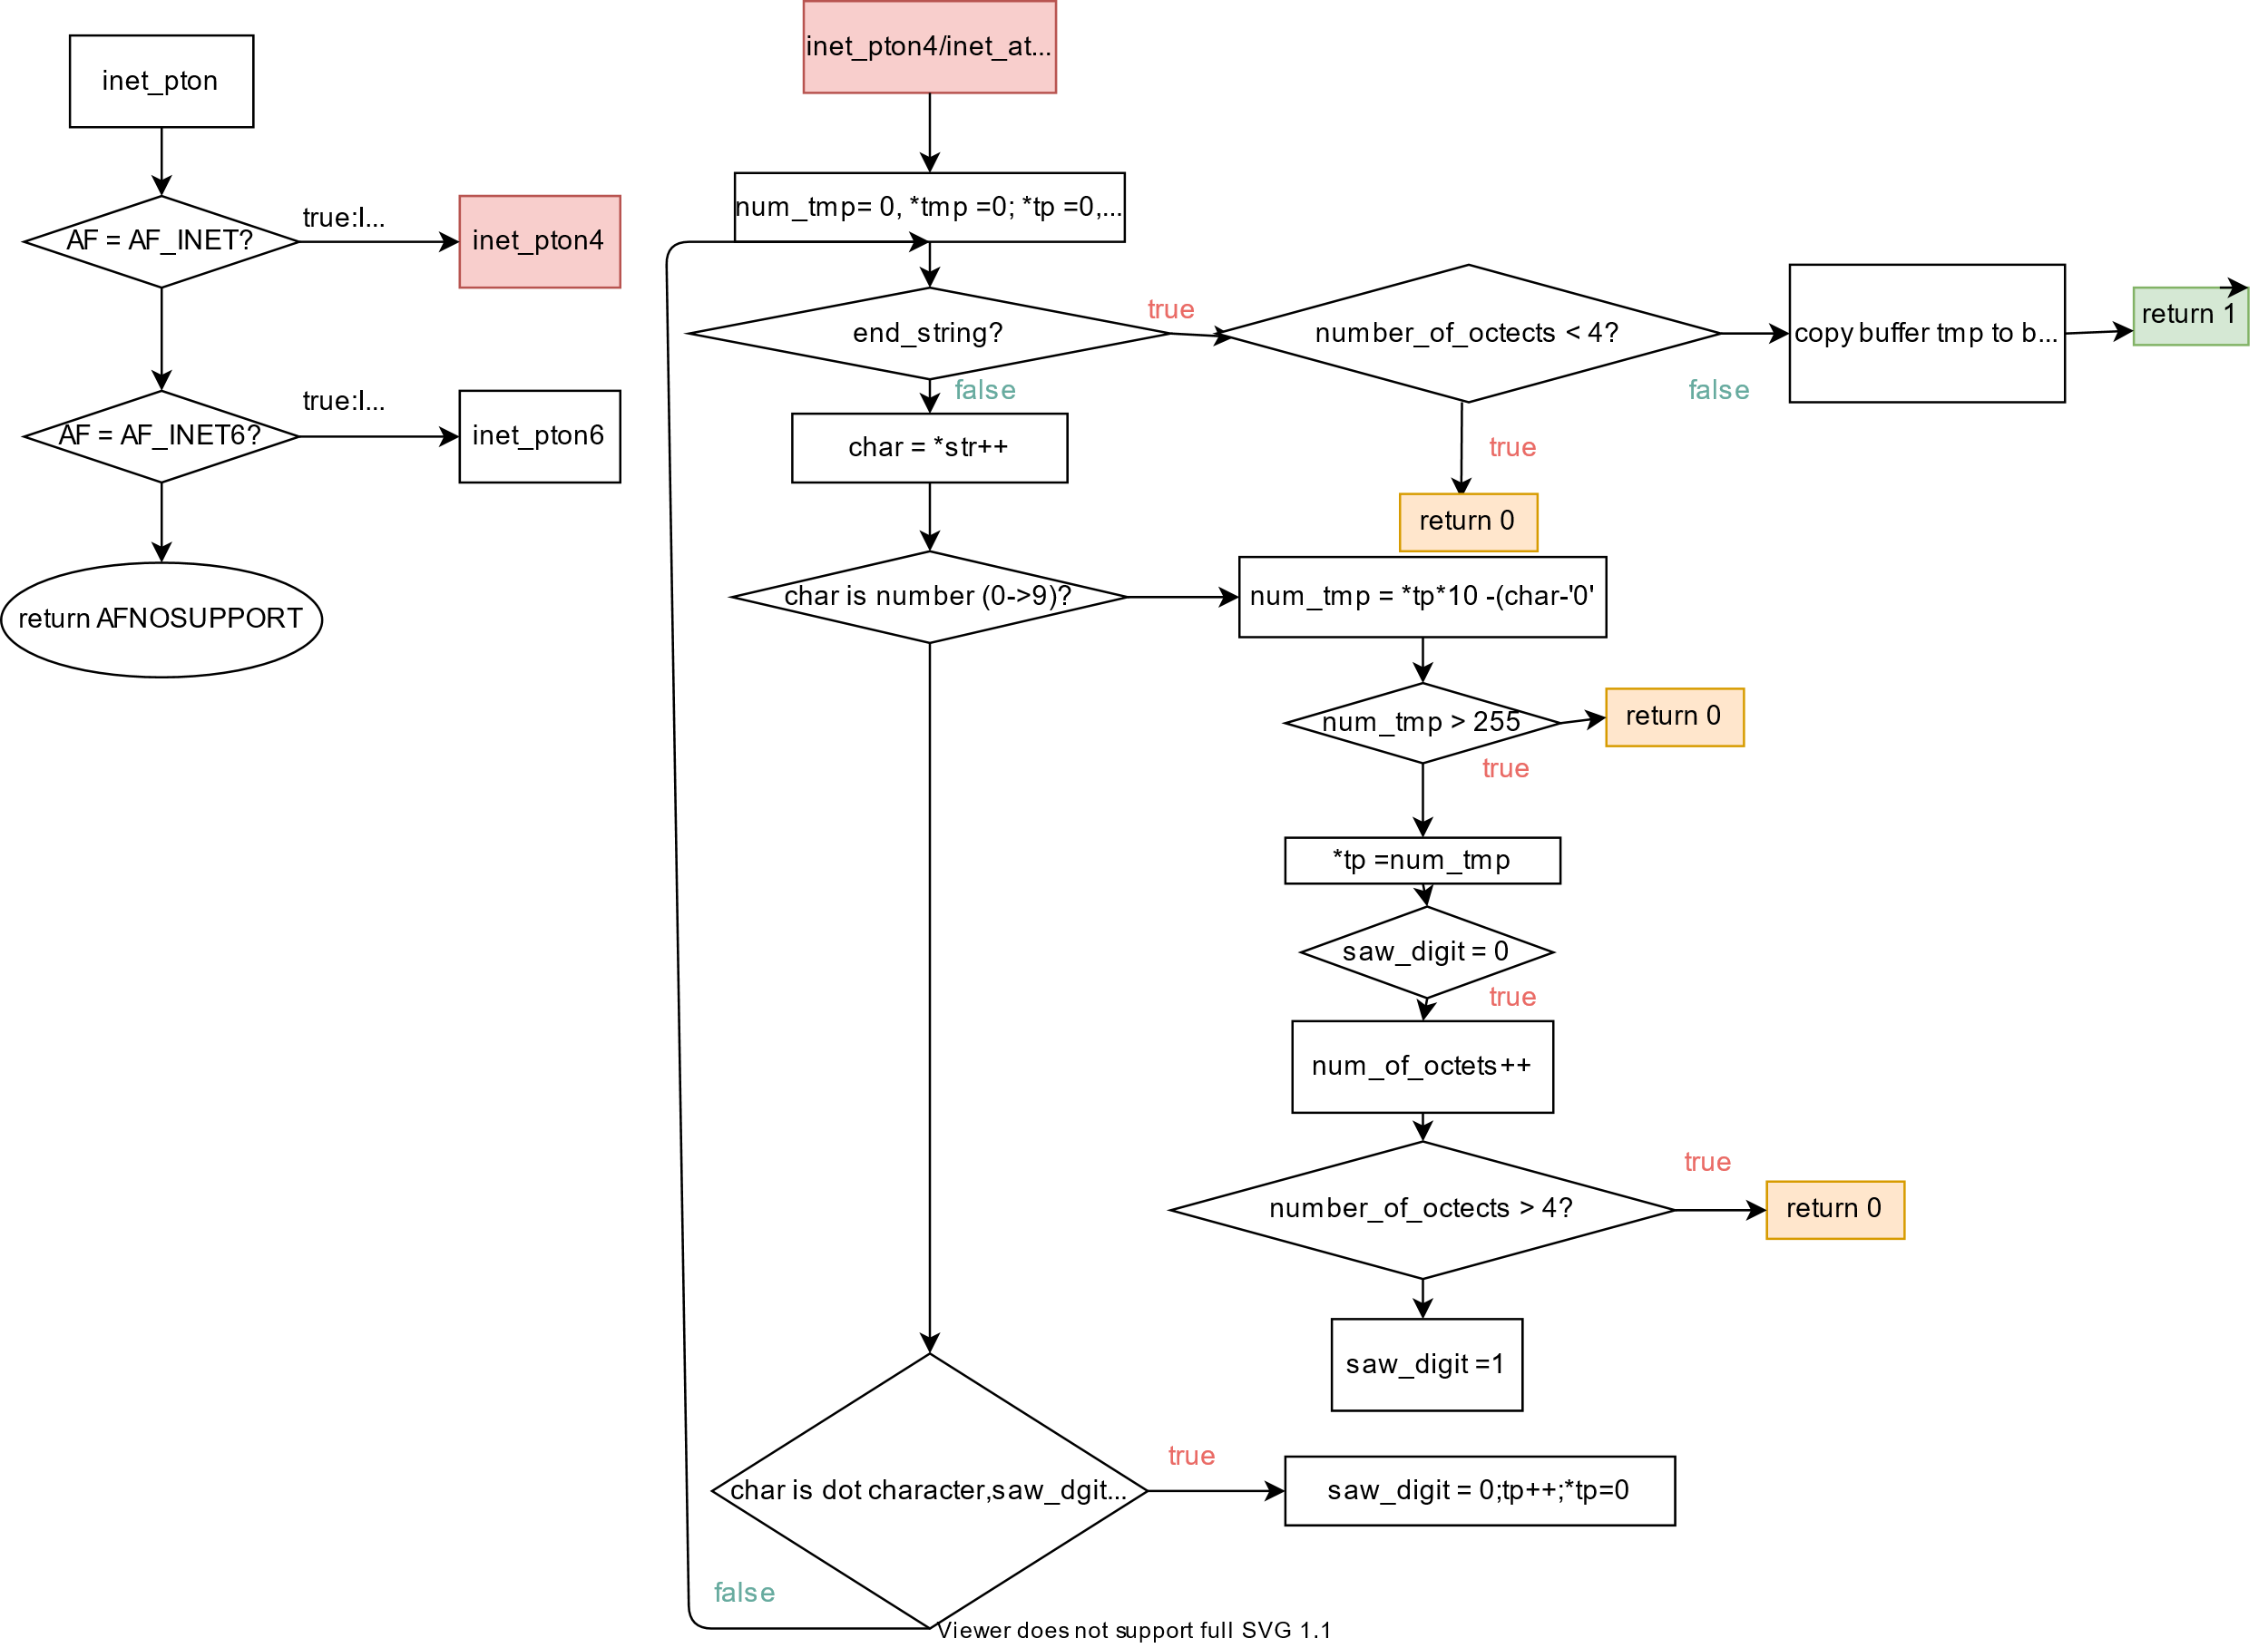 inet_pton
AF = AF_INET?
true:I...
inet_pton4
AF = AF_INET6?
true:I...
inet_pton6
return AFNOSUPPORT
inet_pton4/inet_at...
num_tmp= 0, *tmp =0; *tp =0,...
end_string?
true
false
number_of_octects < 4?
false
copy buffer tmp to b...
return 1
true
return 0
char = *str++
char is number (0->9)?
num_tmp = *tp*10 -(char-'0'
num_tmp > 255
return 0
true
*tp =num_tmp
saw_digit = 0
true
num_of_octets++
number_of_octects > 4?
true
return 0
saw_digit =1
char is dot character,saw_dgit...
true
saw_digit = 0;tp++;*tp=0
false
Viewer does not support full SVG 1.1